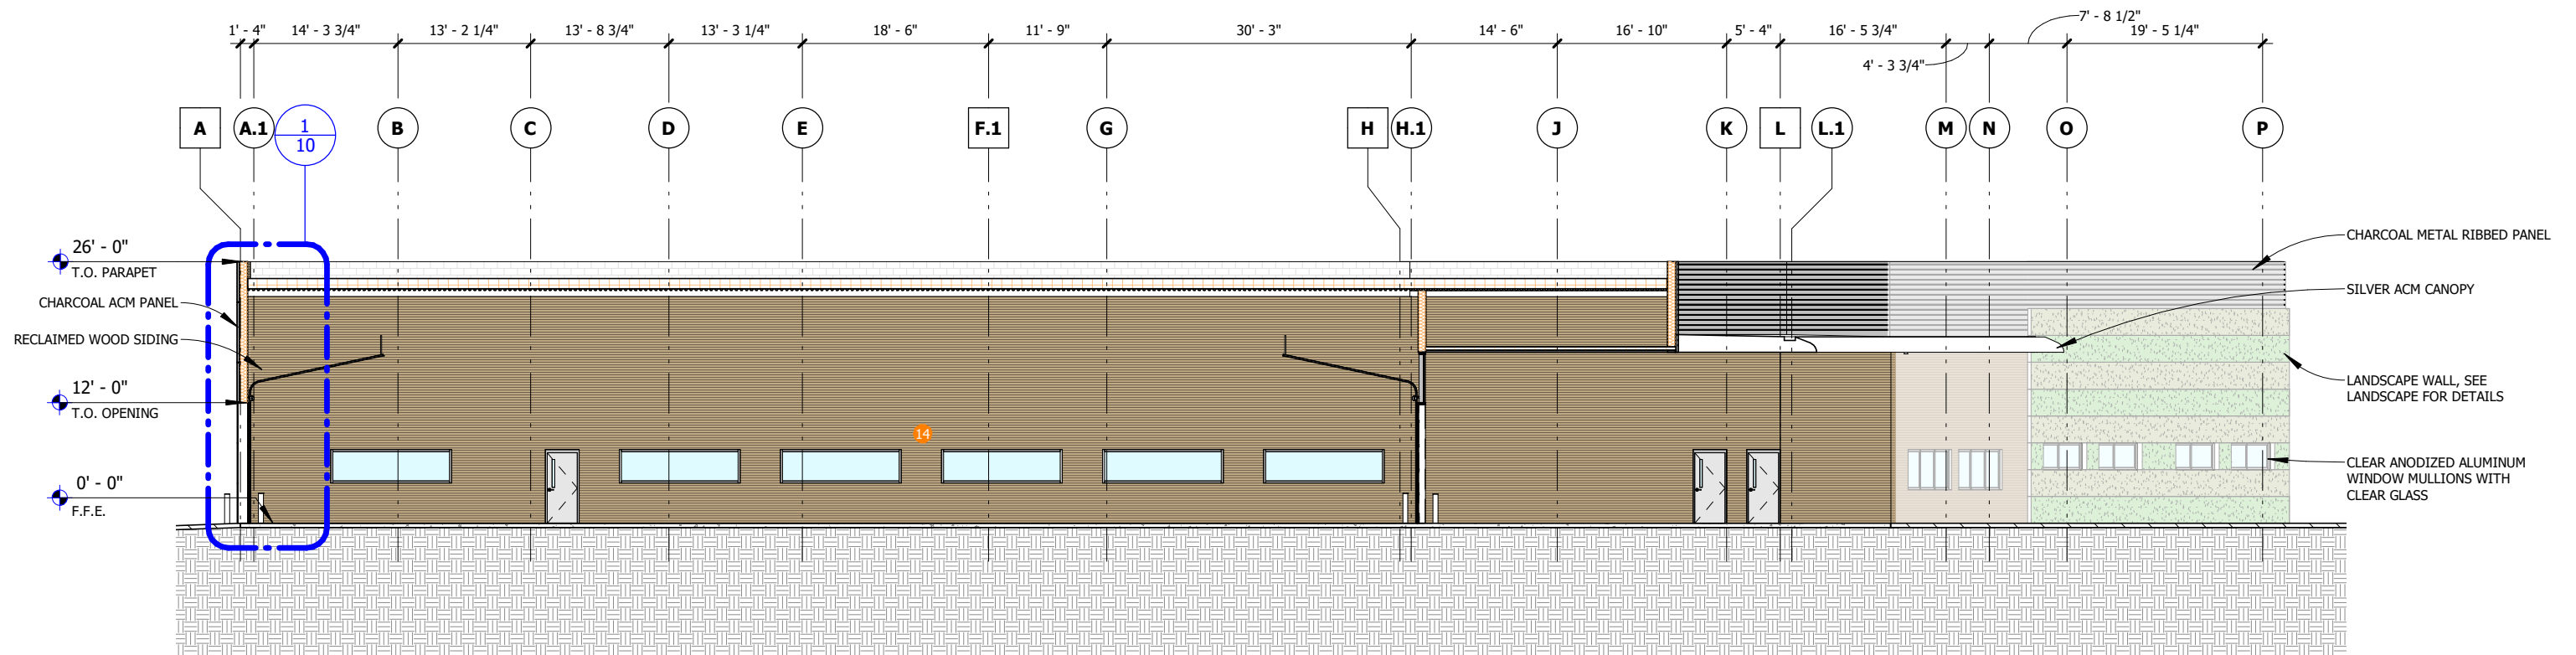 1' - 4"
14' - 3 3/4"
13' - 2 1/4"
13' - 8 3/4"
13' - 3 1/4"
18' - 6"
11' - 9"
30' - 3"
14' - 6"
16' - 10"
5' - 4"
16' - 5 3/4"
4' - 3 3/4"
7' - 8 1/2"
19' - 5 1/4"
A
A.1
1
10
B
C
D
E
F.1
G
H
H.1
J
K
L
L.1
M
N
O
P
26' - 0"
T.O. PARAPET
CHARCOAL ACM PANEL
RECLAIMED WOOD SIDING
12' - 0"
T.O. OPENING
0' - 0"
F.F.E.
14
CHARCOAL METAL RIBBED PANEL
SILVER ACM CANOPY
LANDSCAPE WALL, SEE
LANDSCAPE FOR DETAILS
CLEAR ANODIZED ALUMINUM
WINDOW MULLIONS WITH
CLEAR GLASS